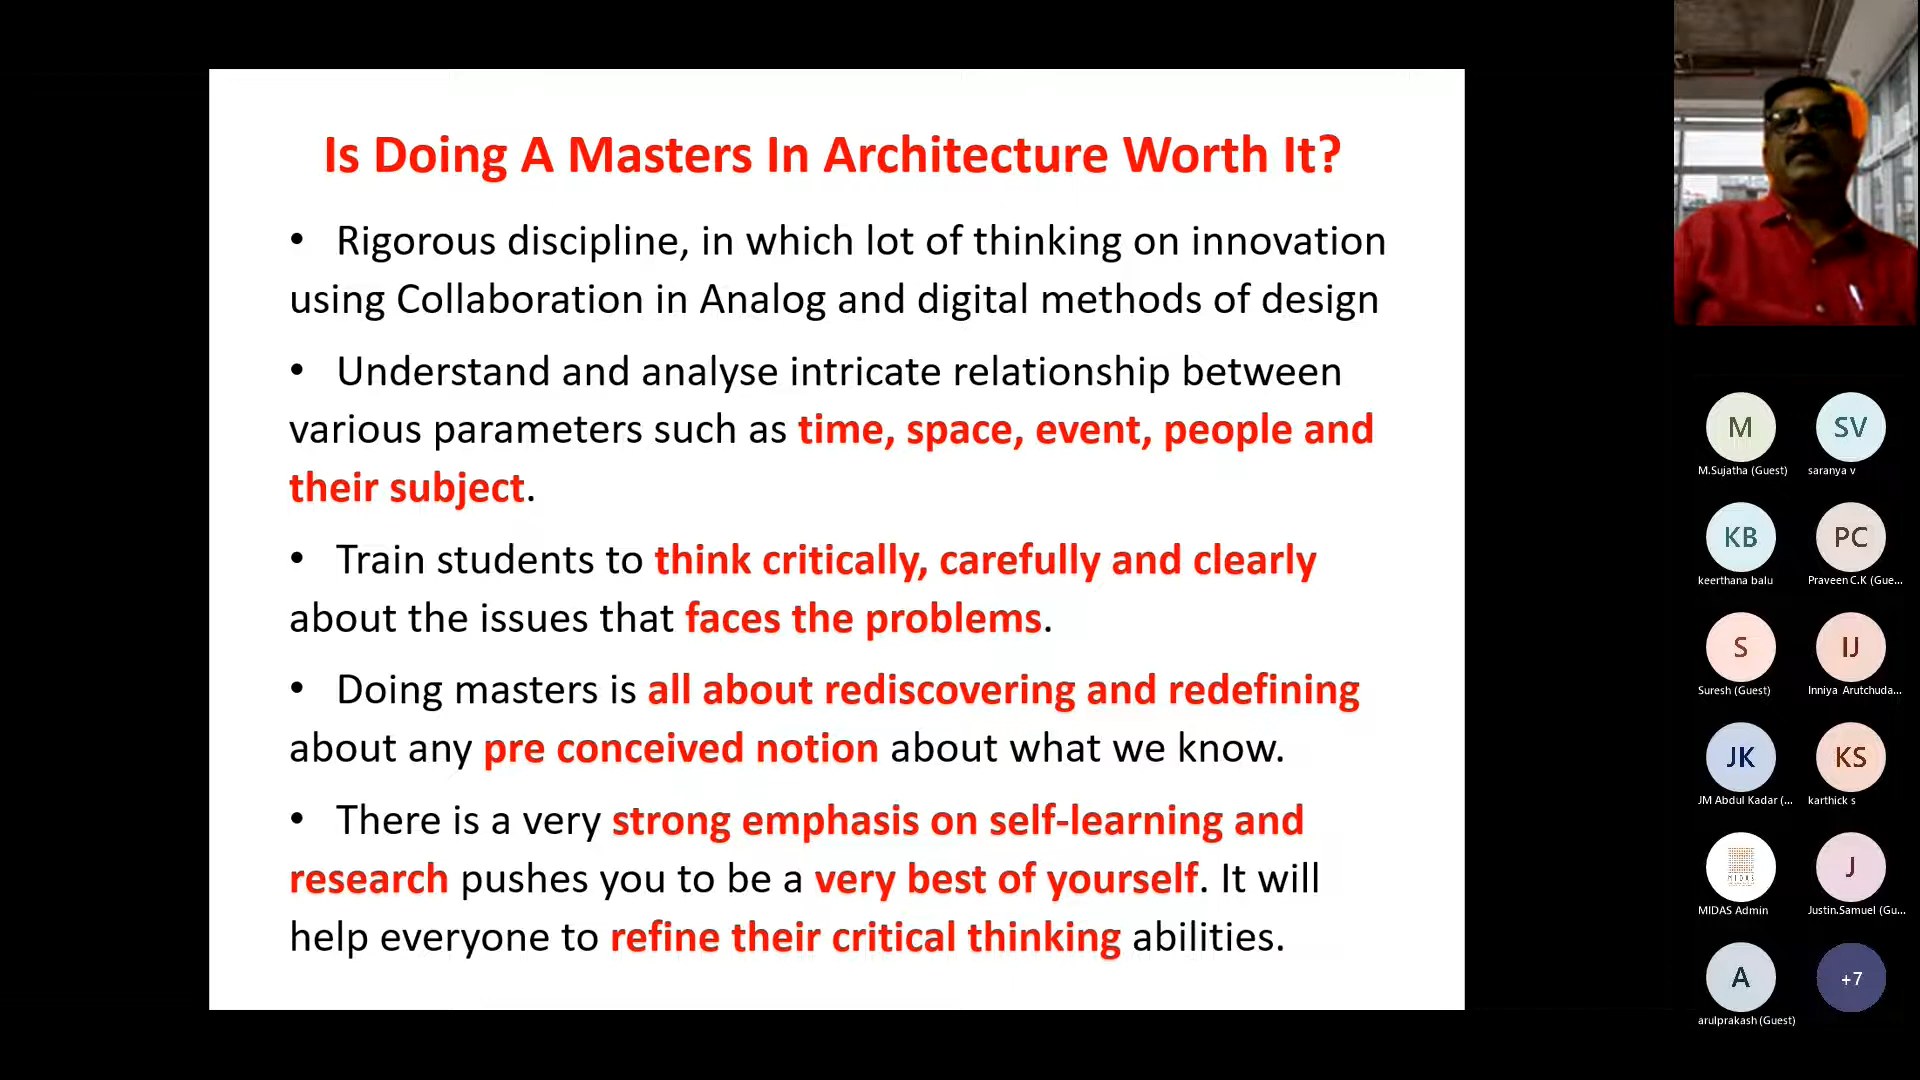 Is Doing A Masters In Architecture Worth It?
• Rigorous discipline, in which lot of thinking on innovation
using Collaboration in Analog and digital methods of design
• Understand and analyse intricate relationship between
various parameters such as time, space, event, people and
their subject.
• Train students to think critically, carefully and clearly
about the issues that faces the problems.
• Doing masters is all about rediscovering and redefining
about any pre conceived notion about what we know.
• There is a very strong emphasis on self-learning and
research pushes you to be a very best of yourself. It will
help everyone to refine their critical thinking abilities.
M SV
M.Sujatha (Guest) saranya v
KB PC
keerthana balu Praveen C.K (Gue...
S IJ
Suresh (Guest) Inniya Arutchuda...
JK KS
JM Abdul Kadar (... karthick s
MIDAS J
MIDAS Admin Justin.Samuel (Gu...
A +7
arulprakash (Guest)